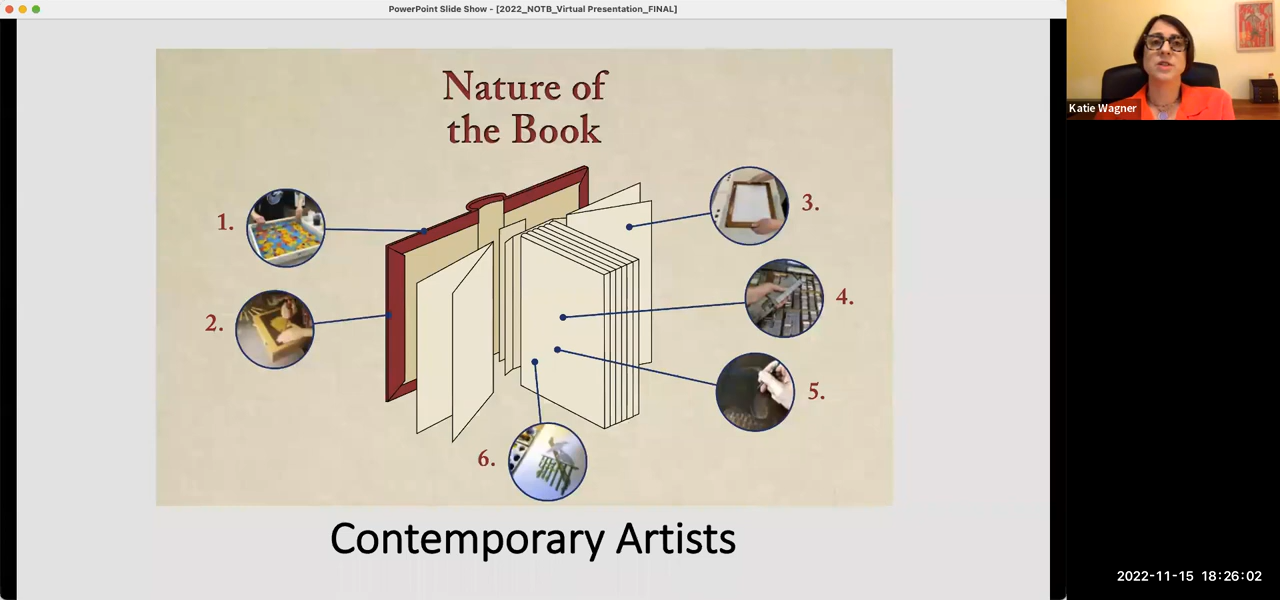 PowerPoint Slide Show - [2022_NOTB_Virtual Presentation_FINAL]
Nature of
the Book
1.
2.
3.
4.
5.
6.
Contemporary Artists
Katie Wagner
2022-11-15 18:26:02